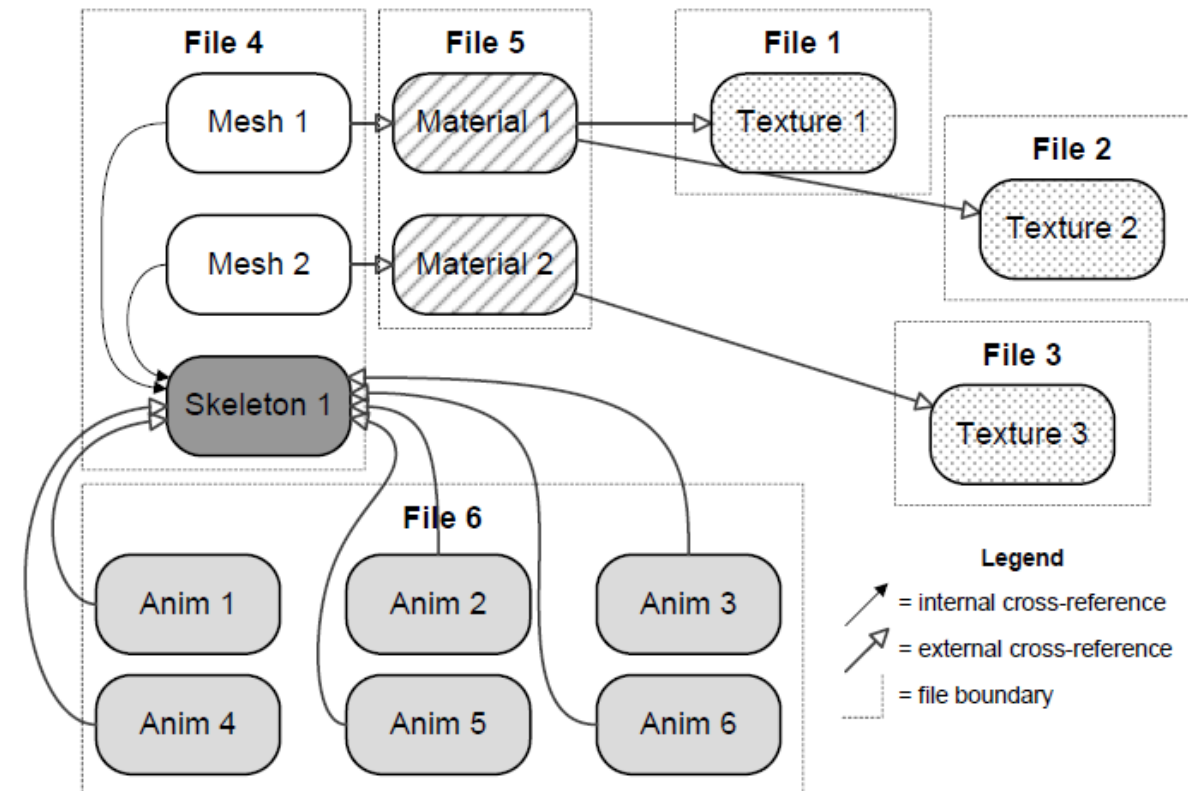 File 4
File 5
File 1
Mesh 1
Material 1
Texture 1
File 2
Texture 2
Mesh 2
Material 2
File 3
Skeleton 1
Texture 3
File 6
Anim 1
Anim 2
Anim 3
Anim 4
Anim 5
Anim 6
Legend
= internal cross-reference
= external cross-reference
= file boundary